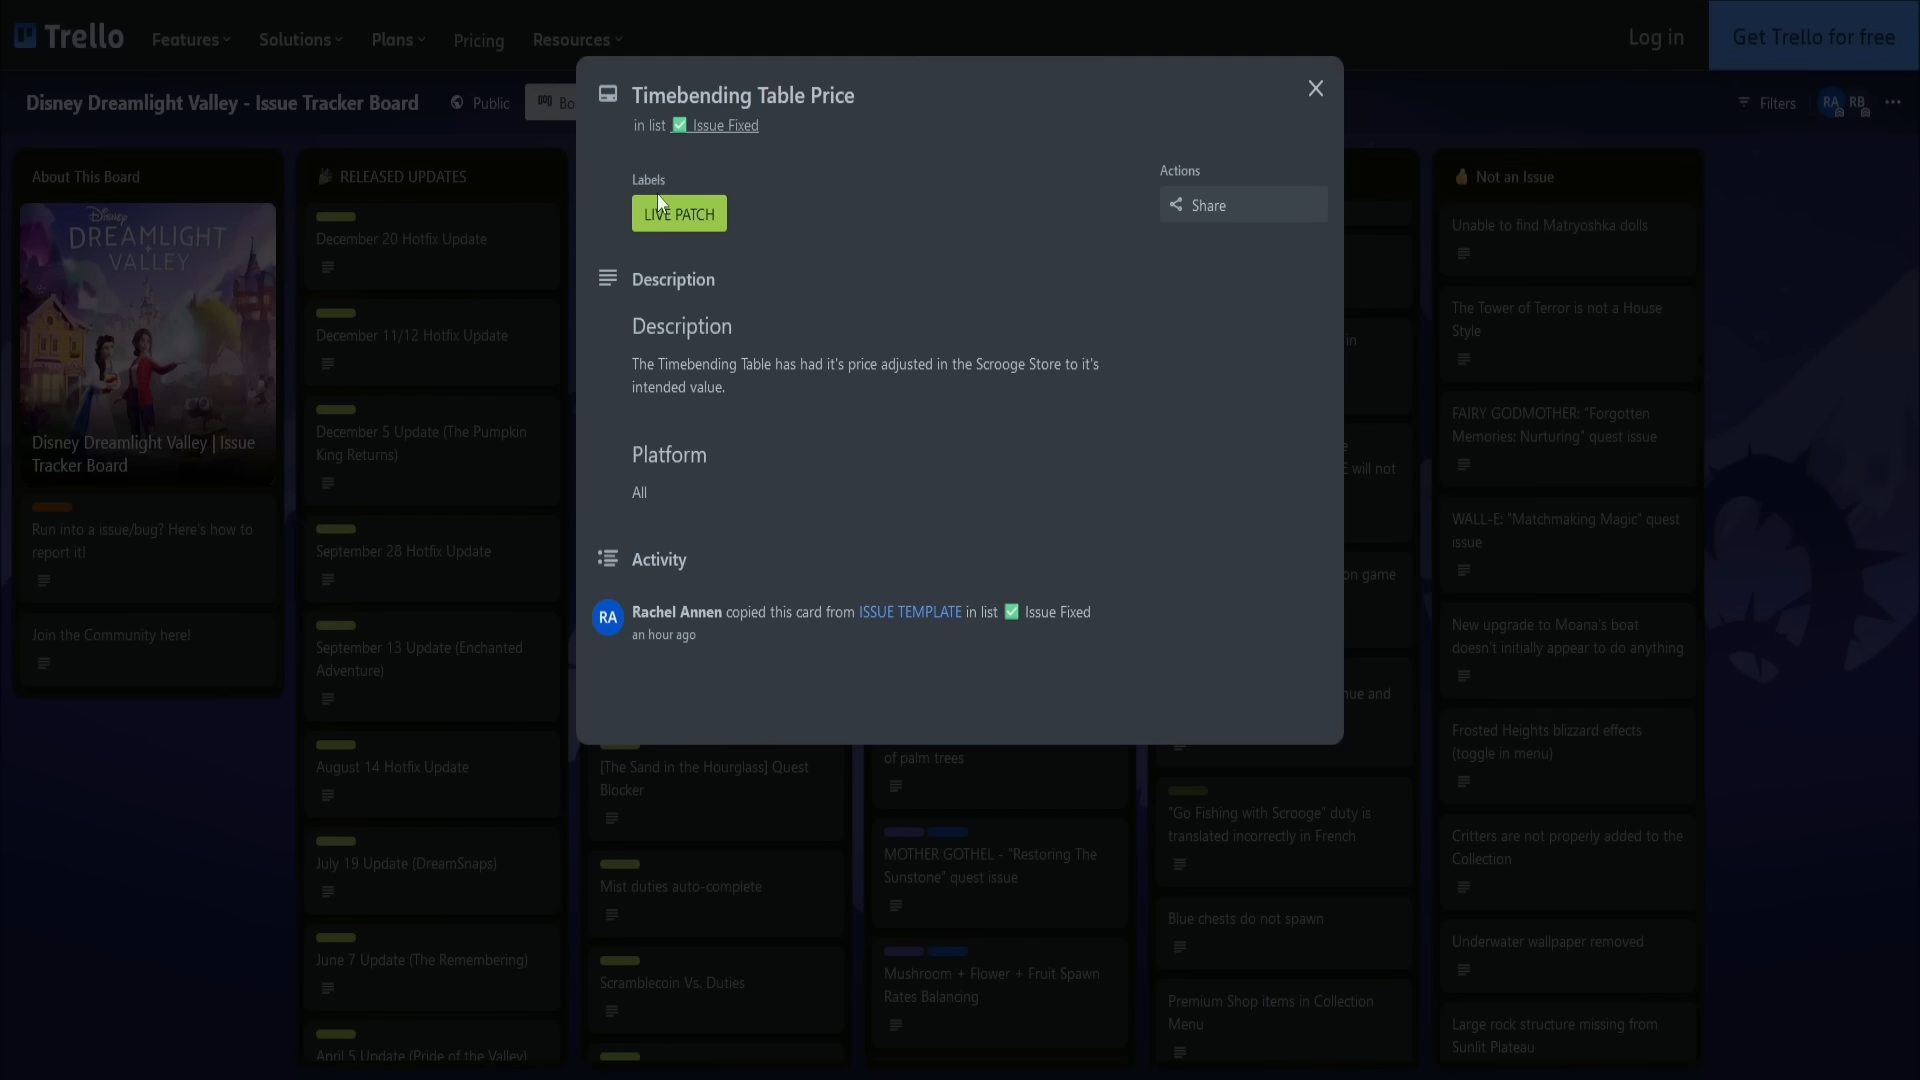 Trello
Features
Solutions
Plans
Pricing
Resources
Log in
Get Trello for free
Disney Dreamlight Valley - Issue Tracker Board
Public
Bo
Filters
RA
RB
About This Board
Disney
DREAMLIGHT
VALLEY
Disney Dreamlight Valley | Issue
Tracker Board
Run into a issue/bug? Here's how to
report it!
Join the Community here!
RELEASED UPDATES
December 20 Hotfix Update
December 11/12 Hotfix Update
December 5 Update (The Pumpkin
King Returns)
September 28 Hotfix Update
September 13 Update (Enchanted
Adventure)
August 14 Hotfix Update
July 19 Update (DreamSnaps)
June 7 Update (The Remembering)
April 5 Update (Pride of the Valley)
Timebending Table Price
in list ✅ Issue Fixed
Labels
LIVE PATCH
Actions
Share
Description
Description
The Timebending Table has had it's price adjusted in the Scrooge Store to it's
intended value.
Platform
All
Activity
RA
Rachel Annen copied this card from ISSUE TEMPLATE in list ✅ Issue Fixed
an hour ago
[The Sand in the Hourglass] Quest
Blocker
Mist duties auto-complete
Scramblecoin Vs. Duties
of palm trees
MOTHER GOTHEL - "Restoring The
Sunstone" quest issue
Mushroom + Flower + Fruit Spawn
Rates Balancing
in
E will not
on game
nue and
"Go Fishing with Scrooge" duty is
translated incorrectly in French
Blue chests do not spawn
Premium Shop items in Collection
Menu
Not an Issue
Unable to find Matryoshka dolls
The Tower of Terror is not a House
Style
FAIRY GODMOTHER: "Forgotten
Memories: Nurturing" quest issue
WALL-E: "Matchmaking Magic" quest
issue
New upgrade to Moana's boat
doesn't initially appear to do anything
Frosted Heights blizzard effects
(toggle in menu)
Critters are not properly added to the
Collection
Underwater wallpaper removed
Large rock structure missing from
Sunlit Plateau